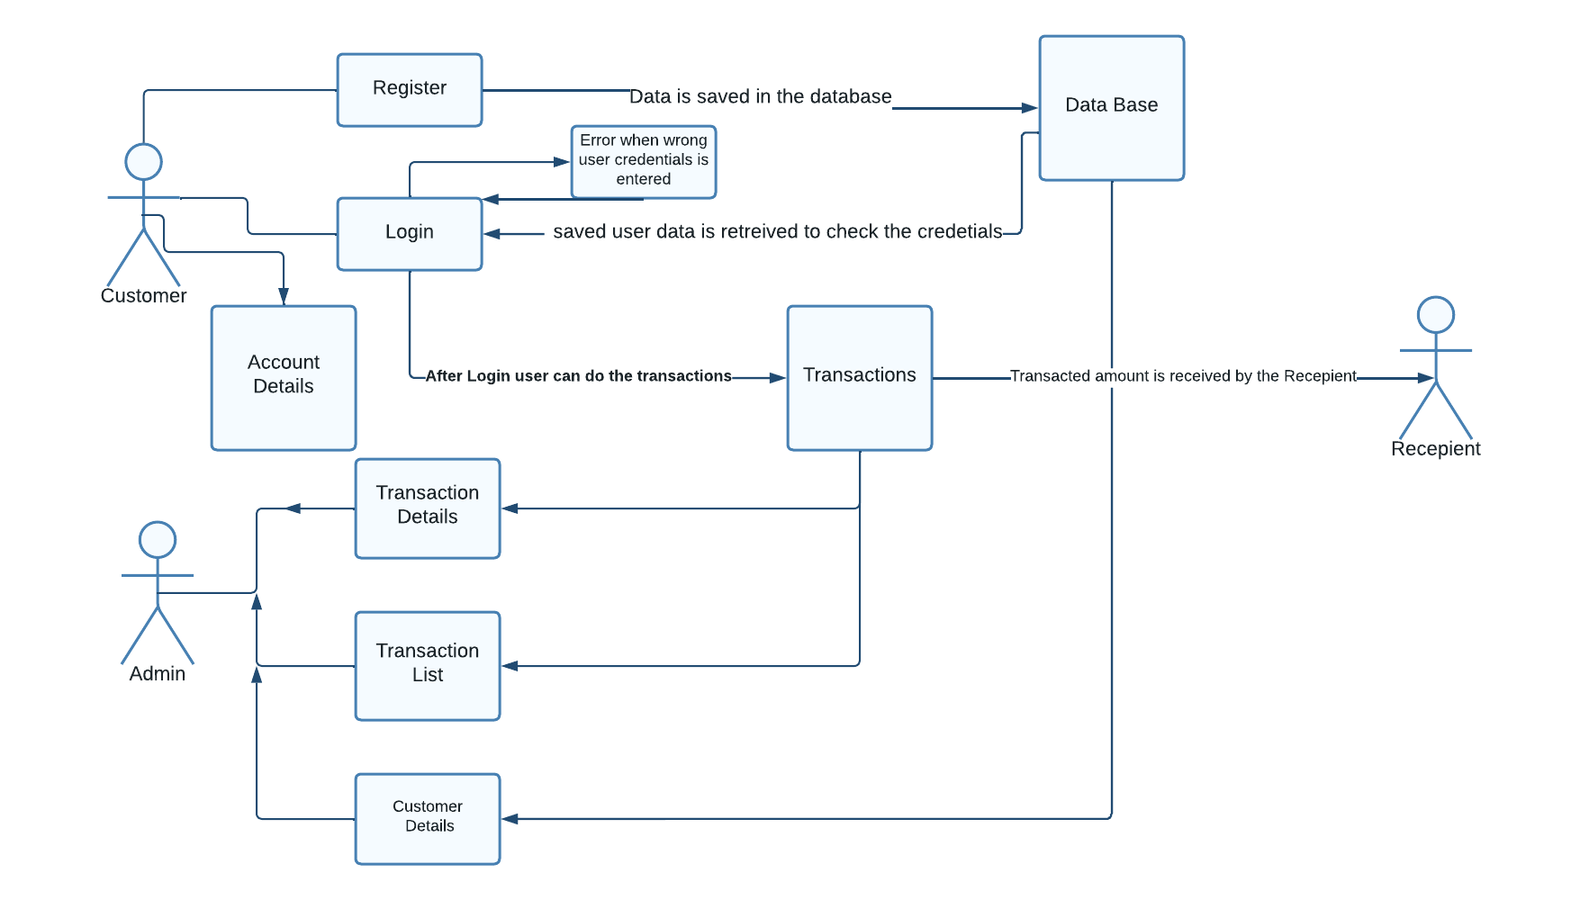 Register
Data is saved in the database
Data Base
Error when wrong
user credentials is
entered
Login
saved user data is retreived to check the credetials
Customer
Account
Details
After Login user can do the transactions
Transactions
Transacted amount is received by the Recepient
Recepient
Transaction
Details
Admin
Transaction
List
Customer
Details